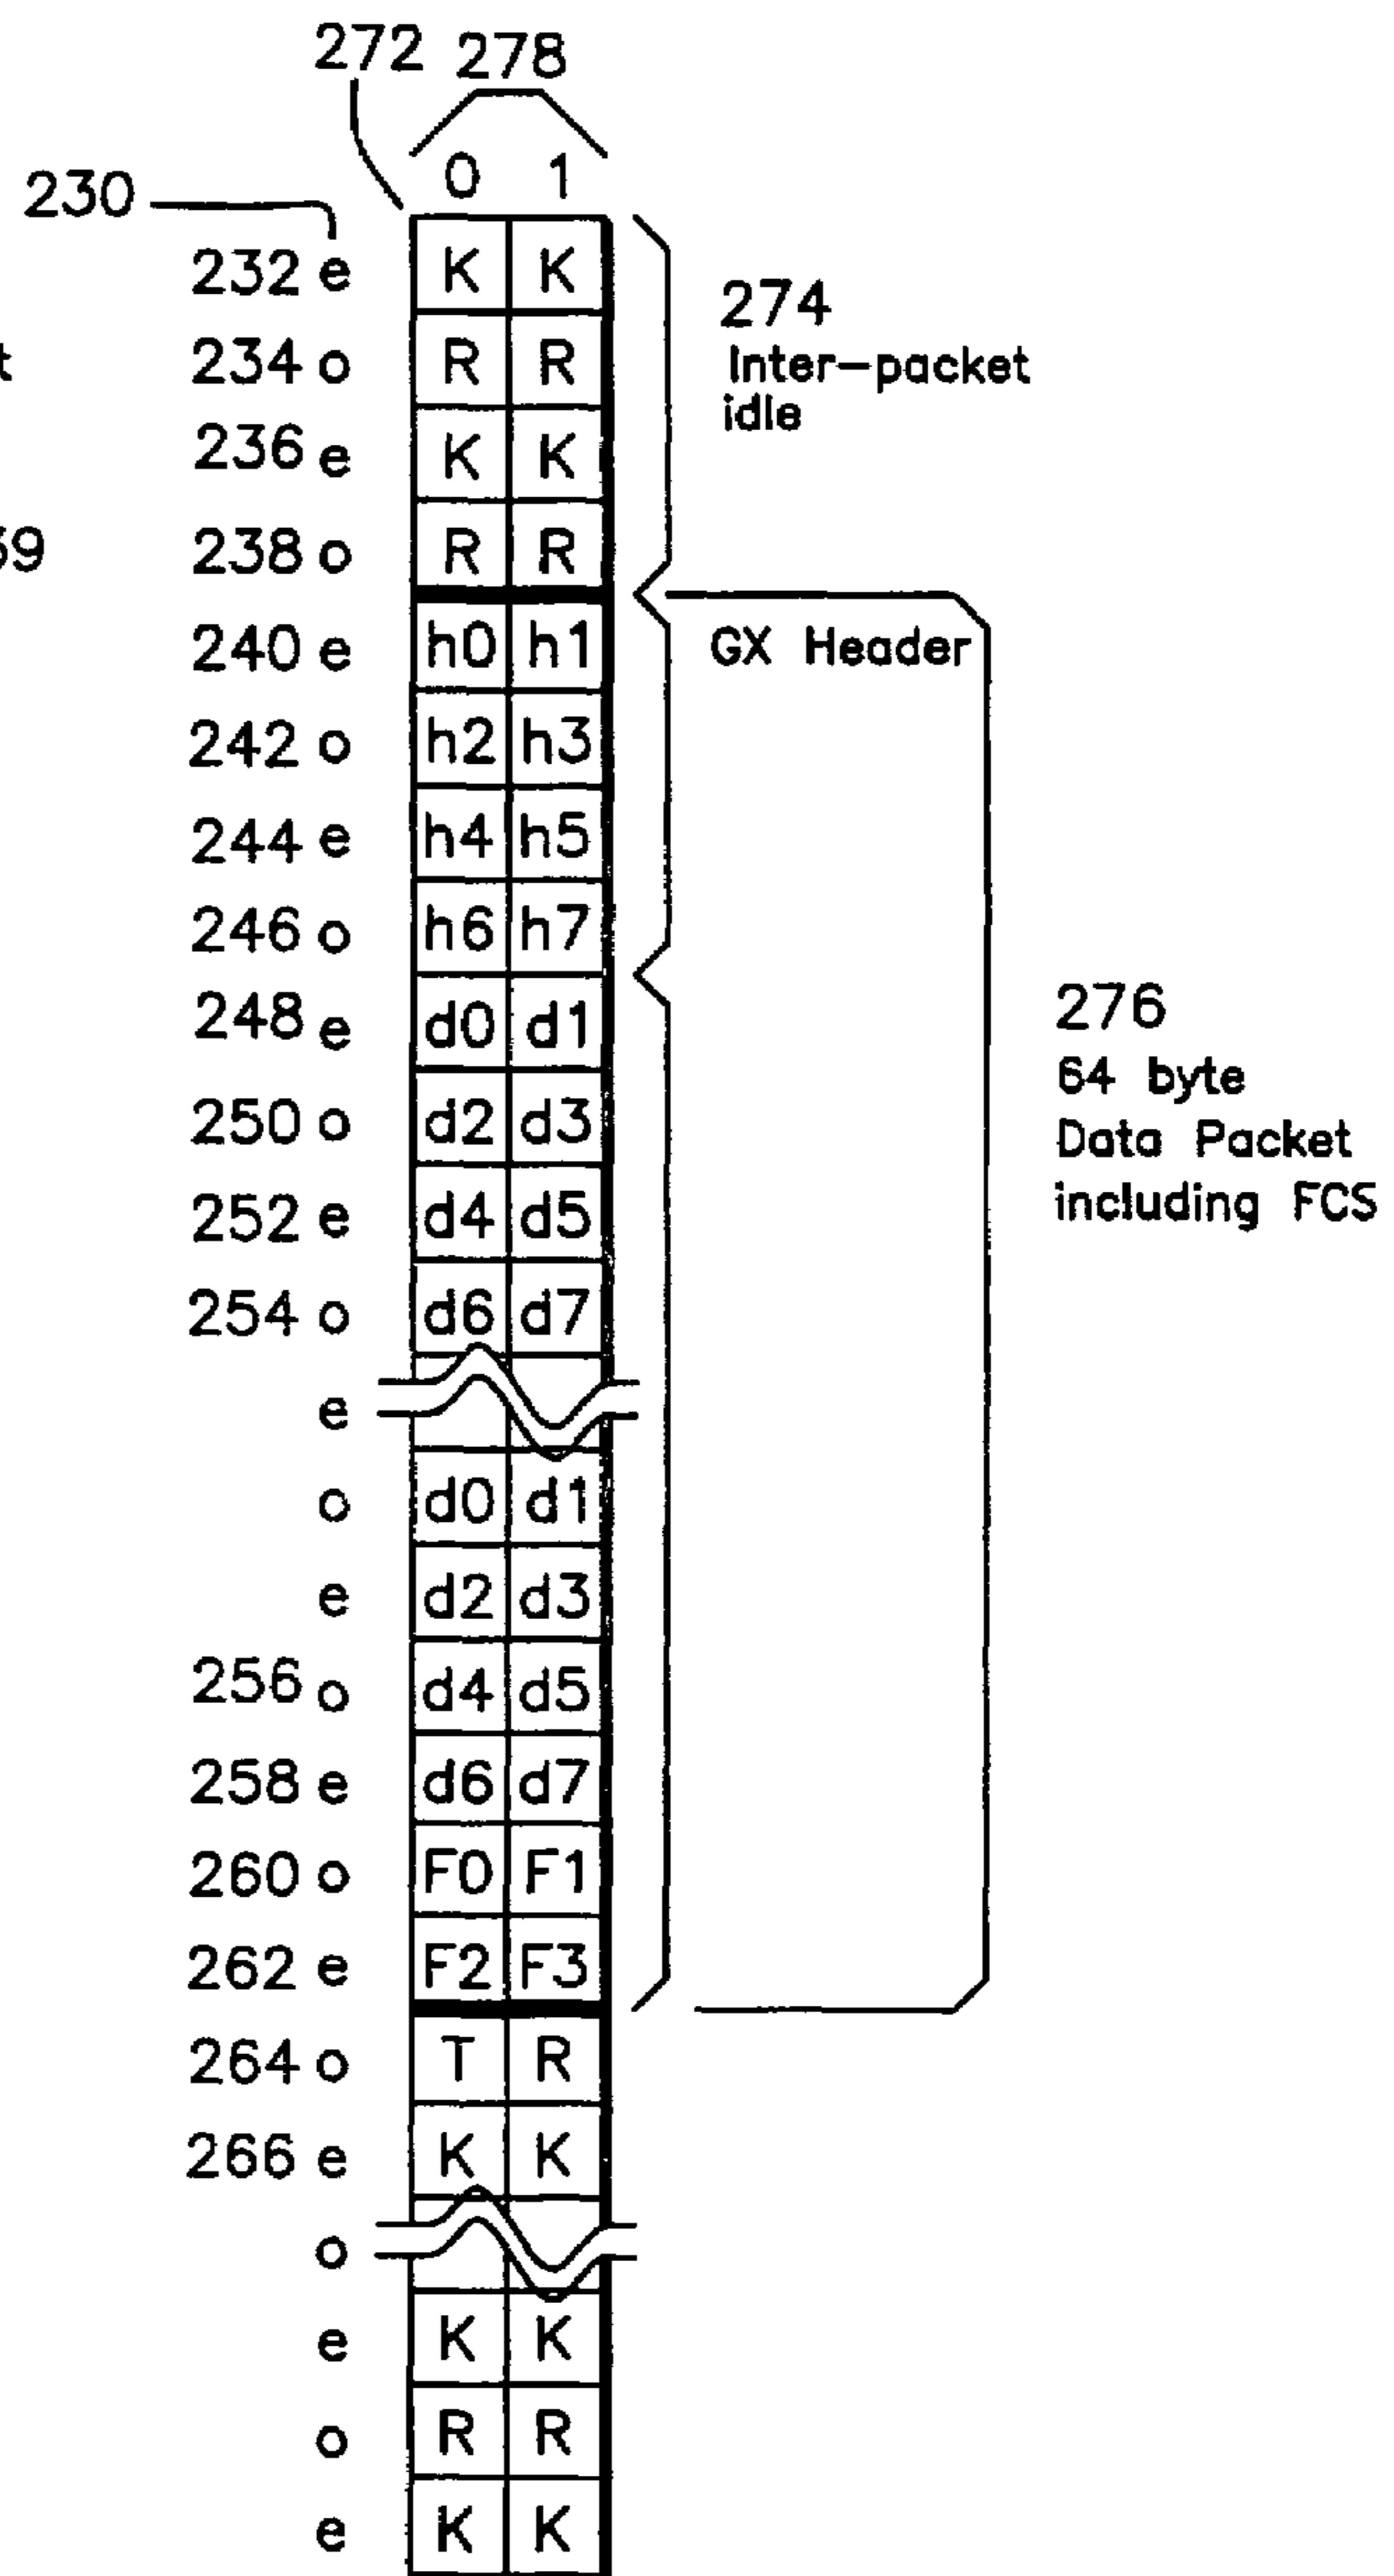 272 278
0 1
230
232 e K K
274
Inter-packet
idle
t 234 o R R
236 e K K
39 238 o R R
240 e h0 h1 GX Header
242 o h2 h3
244 e h4 h5
246 o h6 h7
248 e d0 d1
276
64 byte
Data Packet
including FCS
250 o d2 d3
252 e d4 d5
254 o d6 d7
e
o d0 d1
e d2 d3
256 o d4 d5
258 e d6 d7
260 o F0 F1
262 e F2 F3
264 o T R
266 e K K
o
e K K
o R R
e K K